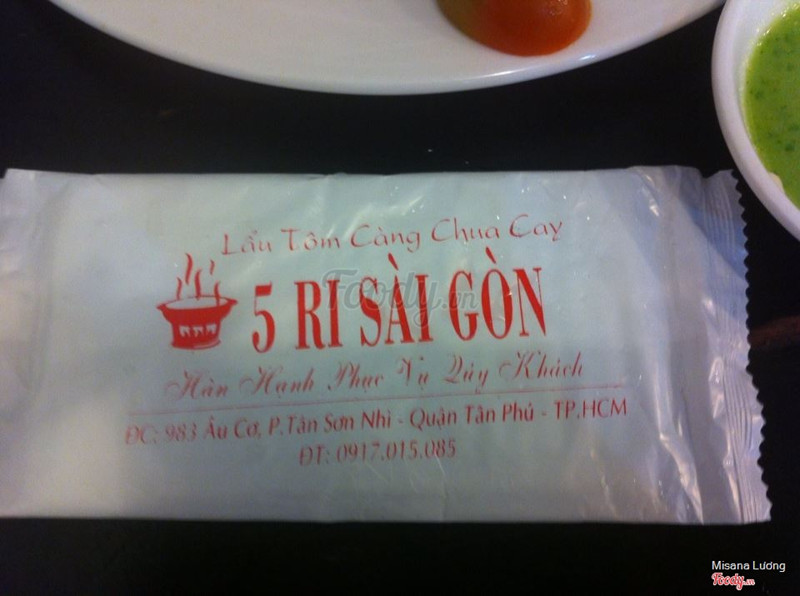 Lẩu Tôm Càng Chua Cay
5 RI SÀI GÒN
Hân Hạnh Phục Vụ Qúy Khách
ĐC: 983 Âu Cơ, P.Tân Sơn Nhì - Quận Tân Phú - TP.HCM
ĐT: 0917.015.085
Foody.vn
Misana Lương
Foody.vn